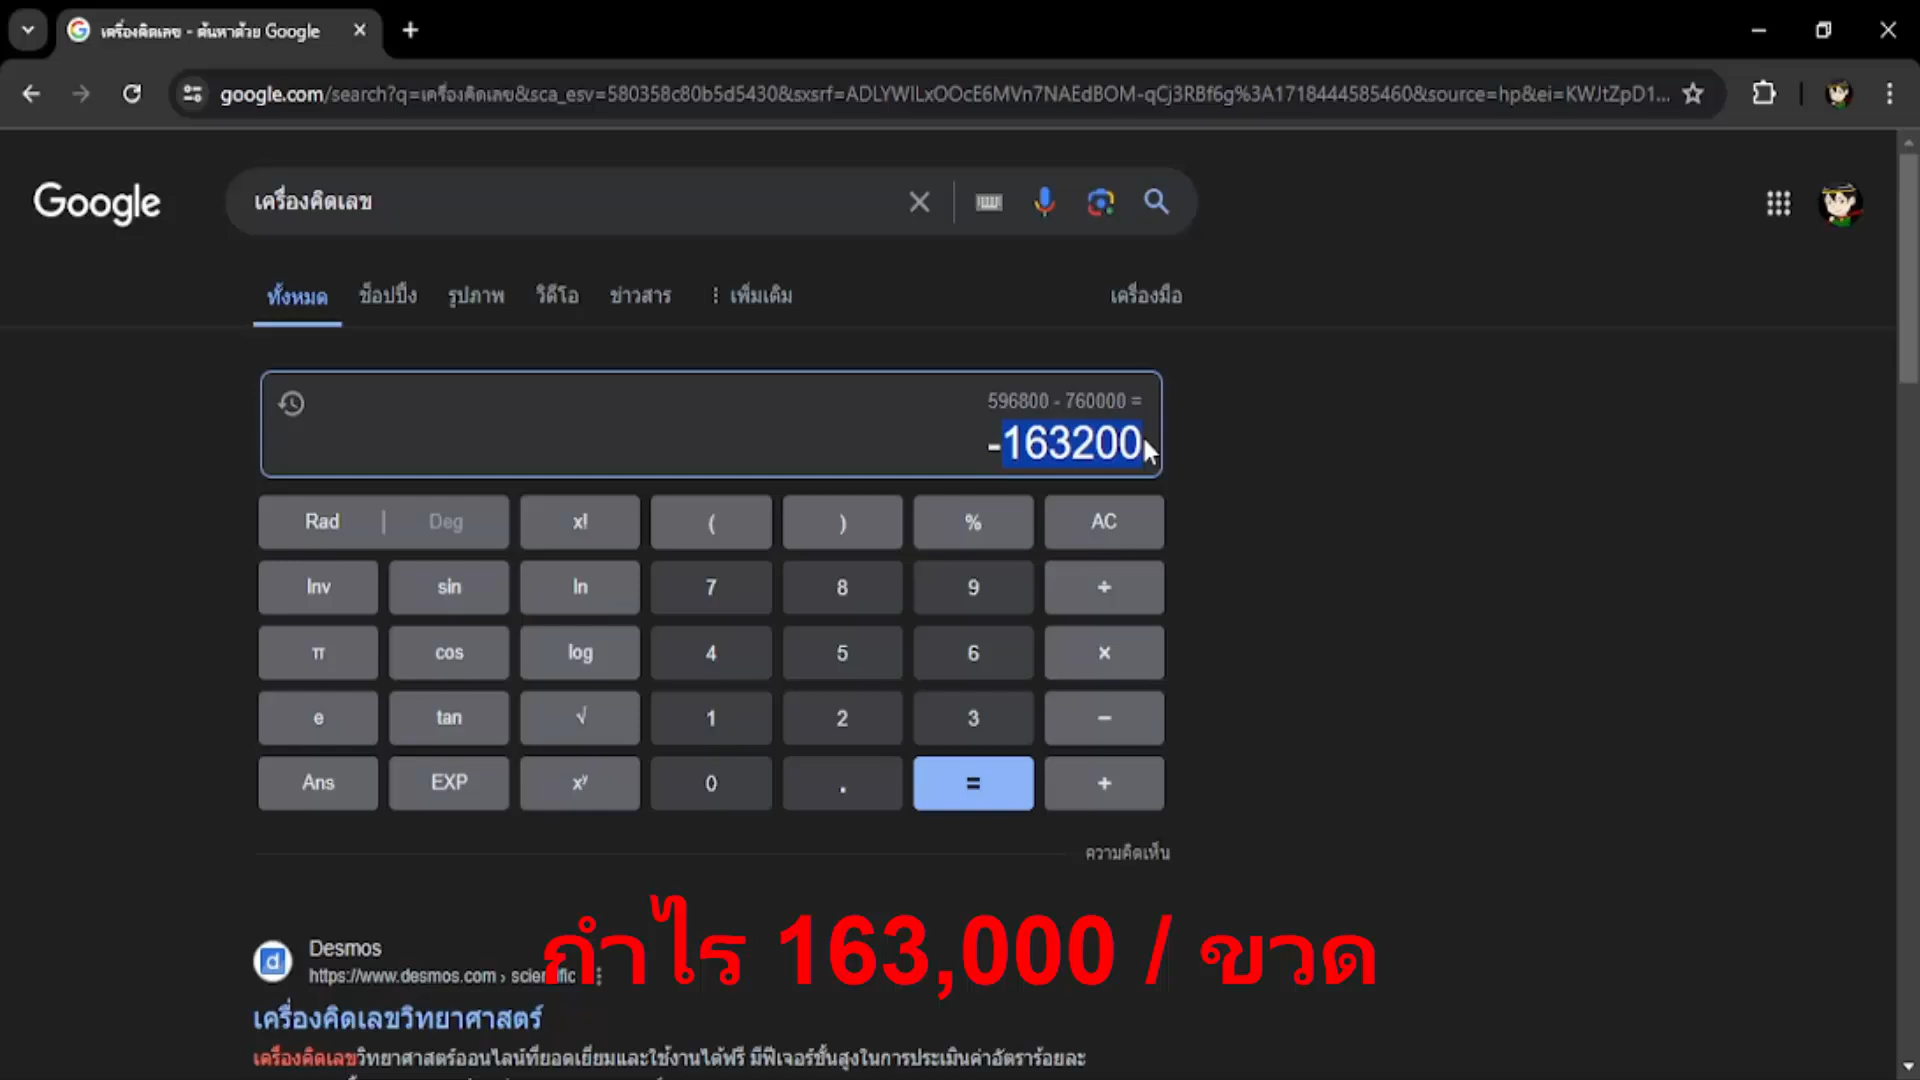 เครื่องคิดเลข - ค้นหาด้วย Google
google.com/search?q=เครื่องคิดเลข&sca_esv=580358c80b5d5430&sxsrf=ADLYWILxOOcE6MVn7NAEdBOM-qCj3RBf6g%3A1718444585460&source=hp&ei=KWJtZpD1...
Google
เครื่องคิดเลข
ทั้งหมด ช็อปปิ้ง รูปภาพ วิดีโอ ข่าวสาร เพิ่มเติม เครื่องมือ
596800 - 760000 =
-163200
Rad | Deg x! ( ) % AC
Inv sin ln 7 8 9 ÷
π cos log 4 5 6 ×
e tan √ 1 2 3 −
Ans EXP xʸ 0 . = +
ความคิดเห็น
กำไร 163,000 / ขวด
Desmos
https://www.desmos.com › scientific
เครื่องคิดเลขวิทยาศาสตร์
เครื่องคิดเลขวิทยาศาสตร์ออนไลน์ที่ยอดเยี่ยมและใช้งานได้ฟรี มีฟีเจอร์ชั้นสูงในการประเมินค่าอัตราร้อยละ